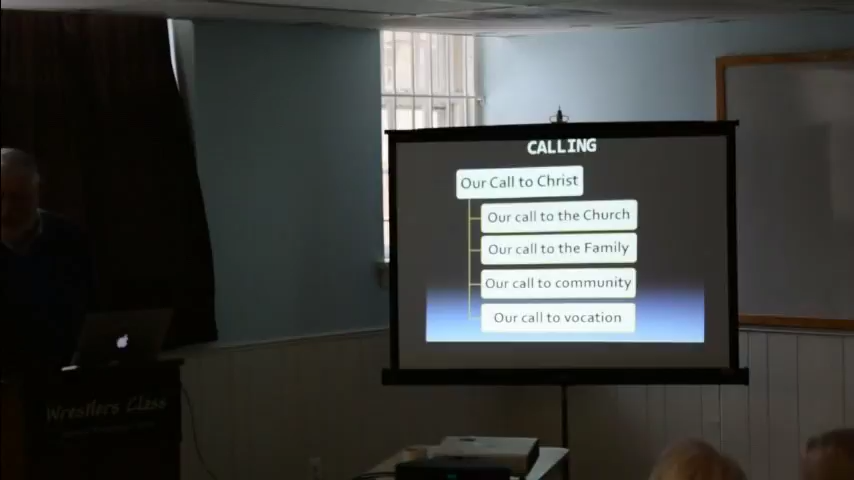 CALLING
Our Call to Christ
Our call to the Church
Our call to the Family
Our call to community
Our call to vocation
Wrestlers Class